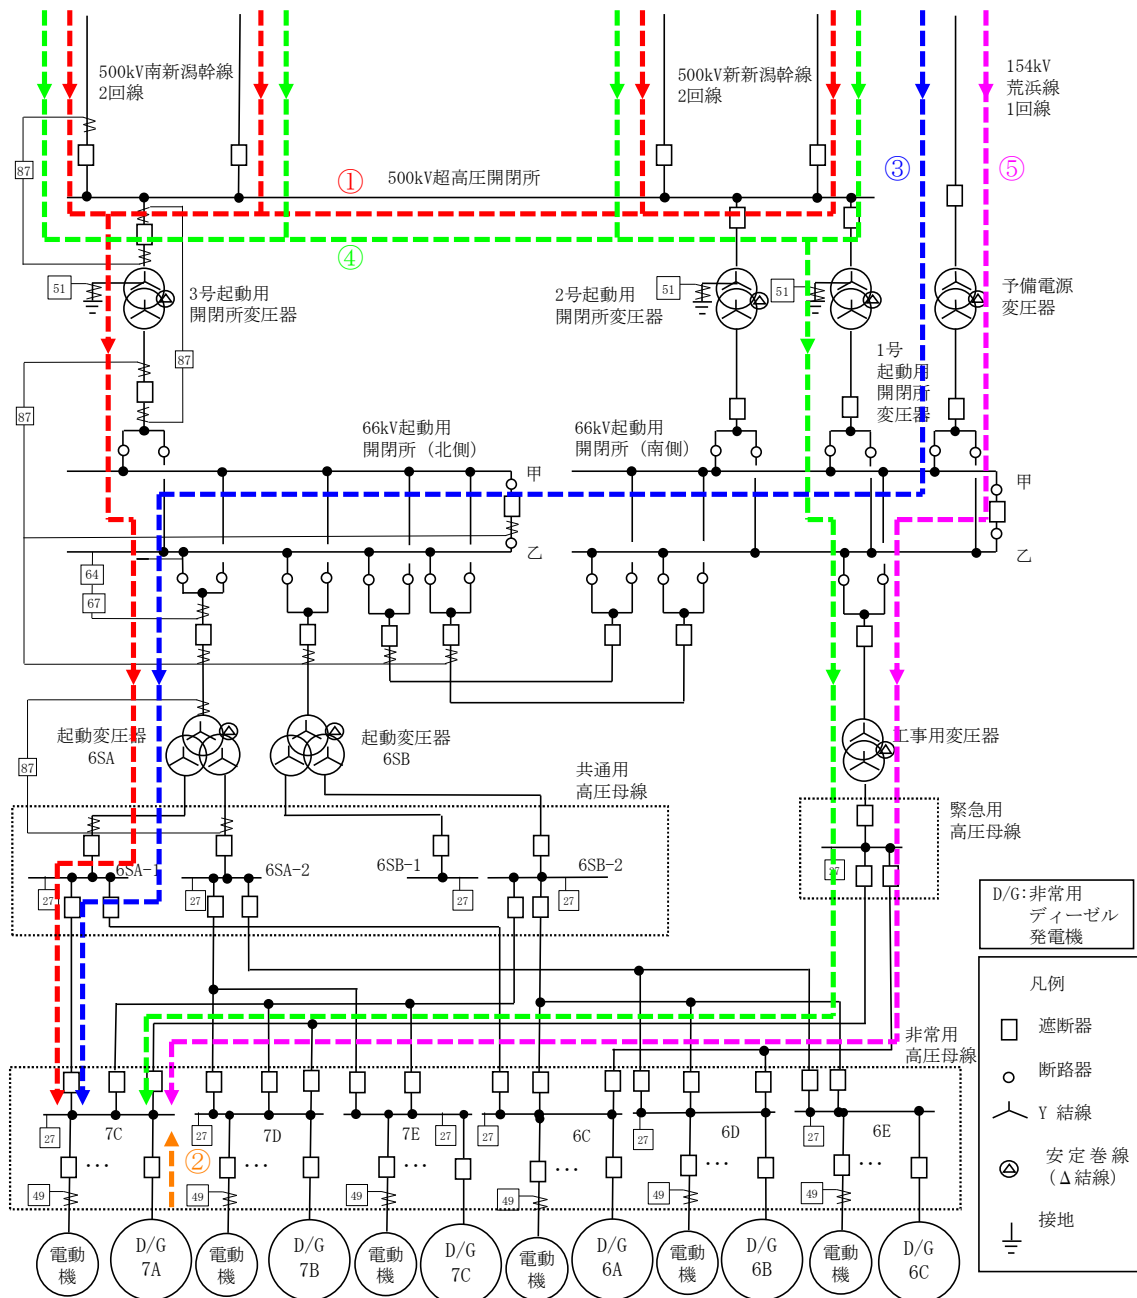 500kV南新潟幹線
2回線
500kV新新潟幹線
2回線
154kV
荒浜線
1回線
87
①
500kV超高圧開閉所
③
⑤
④
51
3号起動用
開閉所変圧器
2号起動用
開閉所変圧器
51
51
予備電源
変圧器
87
1号
起動用
開閉所
変圧器
87
66kV起動用
開閉所（北側）
66kV起動用
開閉所（南側）
甲
甲
乙
乙
64
67
起動変圧器
6SA
起動変圧器
6SB
工事用変圧器
87
共通用
高圧母線
緊急用
高圧母線
6SA-1
6SA-2
6SB-1
6SB-2
27
27
27
27
27
D/G:非常用
ディーゼル
発電機
凡例
遮断器
断路器
Y 結線
安定巻線
(Δ結線)
接地
非常用
高圧母線
27
7C
27
7D
7E
27
27
6C
27
6D
27
6E
②
…
…
…
…
…
…
49
49
49
49
49
49
電動
機
D/G
7A
電動
機
D/G
7B
電動
機
D/G
7C
電動
機
D/G
6A
電動
機
D/G
6B
電動
機
D/G
6C